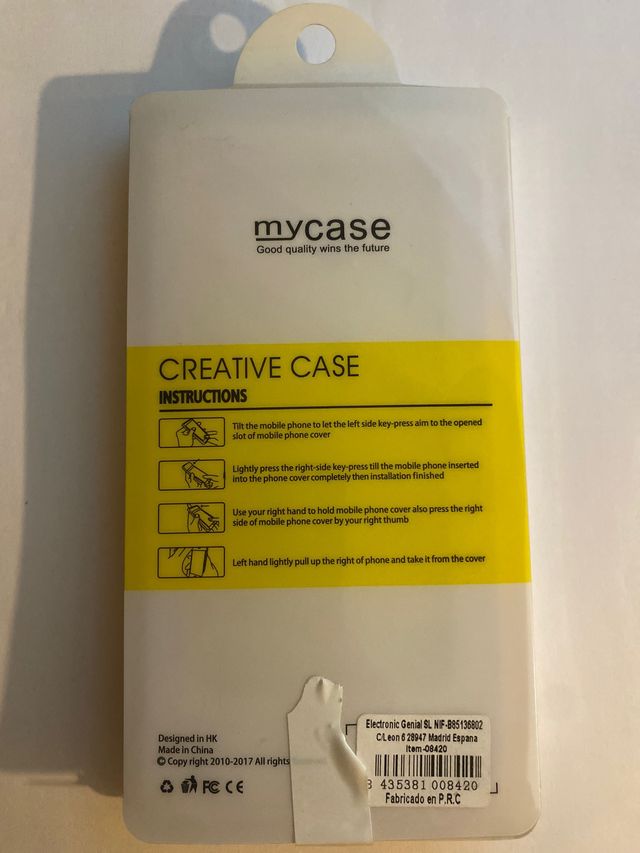 mycase
Good quality wins the future
CREATIVE CASE
INSTRUCTIONS
Tilt the mobile phone to let the left side key-press aim to the opened
slot of mobile phone cover
Lightly press the right-side key-press till the mobile phone inserted
into the phone cover completely then installation finished
Use your right hand to hold mobile phone cover also press the right
side of mobile phone cover by your right thumb
Left hand lightly pull up the right of phone and take it from the cover
Designed in HK
Made in China
© Copy right 2010-2017 All rights
FC CE
Electronic Genial SL NIF-B85136802
C/Leon 6 28947 Madrid Espana
Item-08420
435381 008420
Fabricado en P.R.C